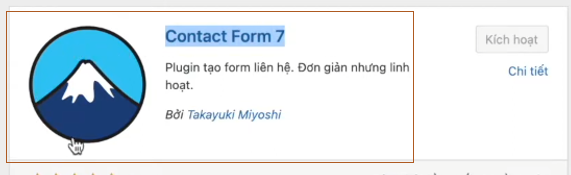 Contact Form 7
Kích hoạt
Plugin tạo form liên hệ. Đơn giản nhưng linh
hoạt.
Chi tiết
Bởi Takayuki Miyoshi